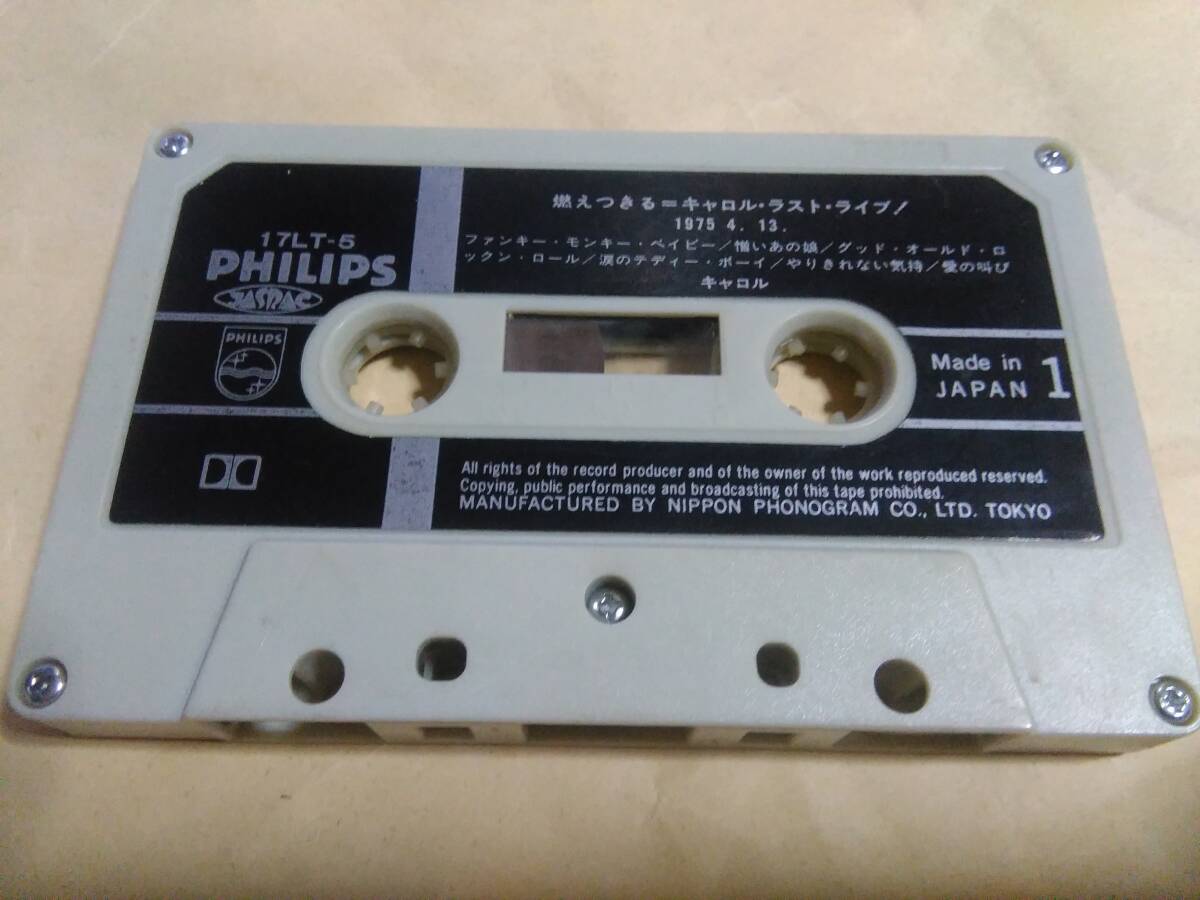 燃えつきる=キャロル・ラスト・ライブ!
1975 4. 13.
ファンキー・モンキー・ベイビー/憎いあの娘/グッド・オールド・ロ
ックン・ロール/涙のテディー・ボーイ/やりきれない気持/愛の叫び
キャロル
17LT-5
PHILIPS
JASRAC
PHILIPS
Made in
JAPAN
1
All rights of the record producer and of the owner of the work reproduced reserved.
Copying, public performance and broadcasting of this tape prohibited.
MANUFACTURED BY NIPPON PHONOGRAM CO., LTD. TOKYO